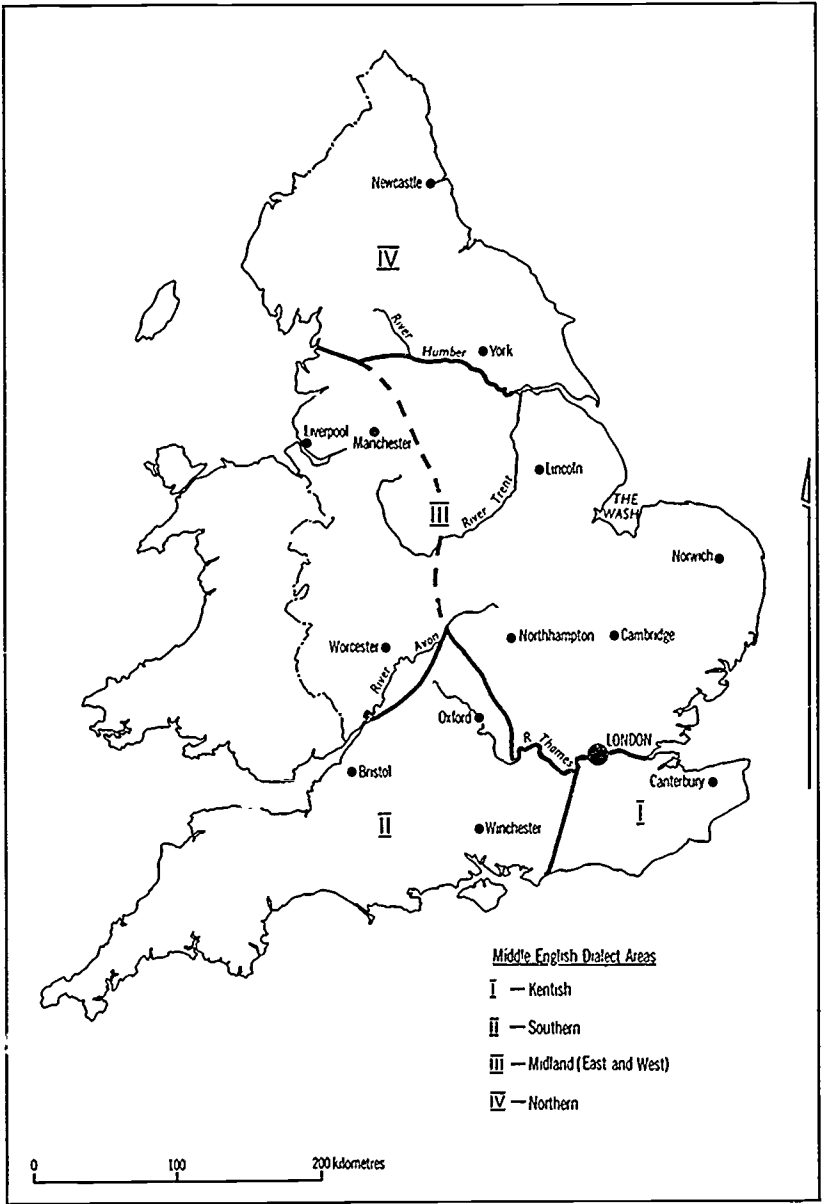 Newcastle
IV
River
Humber
York
Liverpool
Manchester
Lincoln
III
River Trent
THE
WASH
Norwich
Worcester
River Avon
Northhampton
Cambridge
Oxford
R Thames
LONDON
Canterbury
Bristol
II
Winchester
I
Middle English Dialect Areas
I — Kentish
II — Southern
III — Midland (East and West)
IV — Northern
0 100 200 kilometres